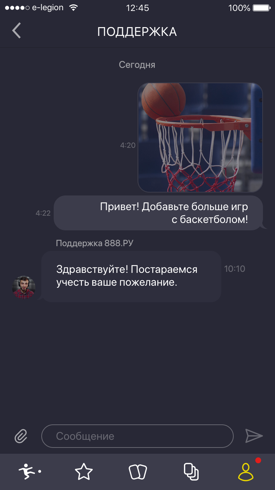 e-legion 12:45 100%
ПОДДЕРЖКА
Сегодня
4:20
Привет! Добавьте больше игр
с баскетболом!
4:22
Поддержка 888.РУ
Здравствуйте! Постараемся
учесть ваше пожелание.
10:10
Сообщение